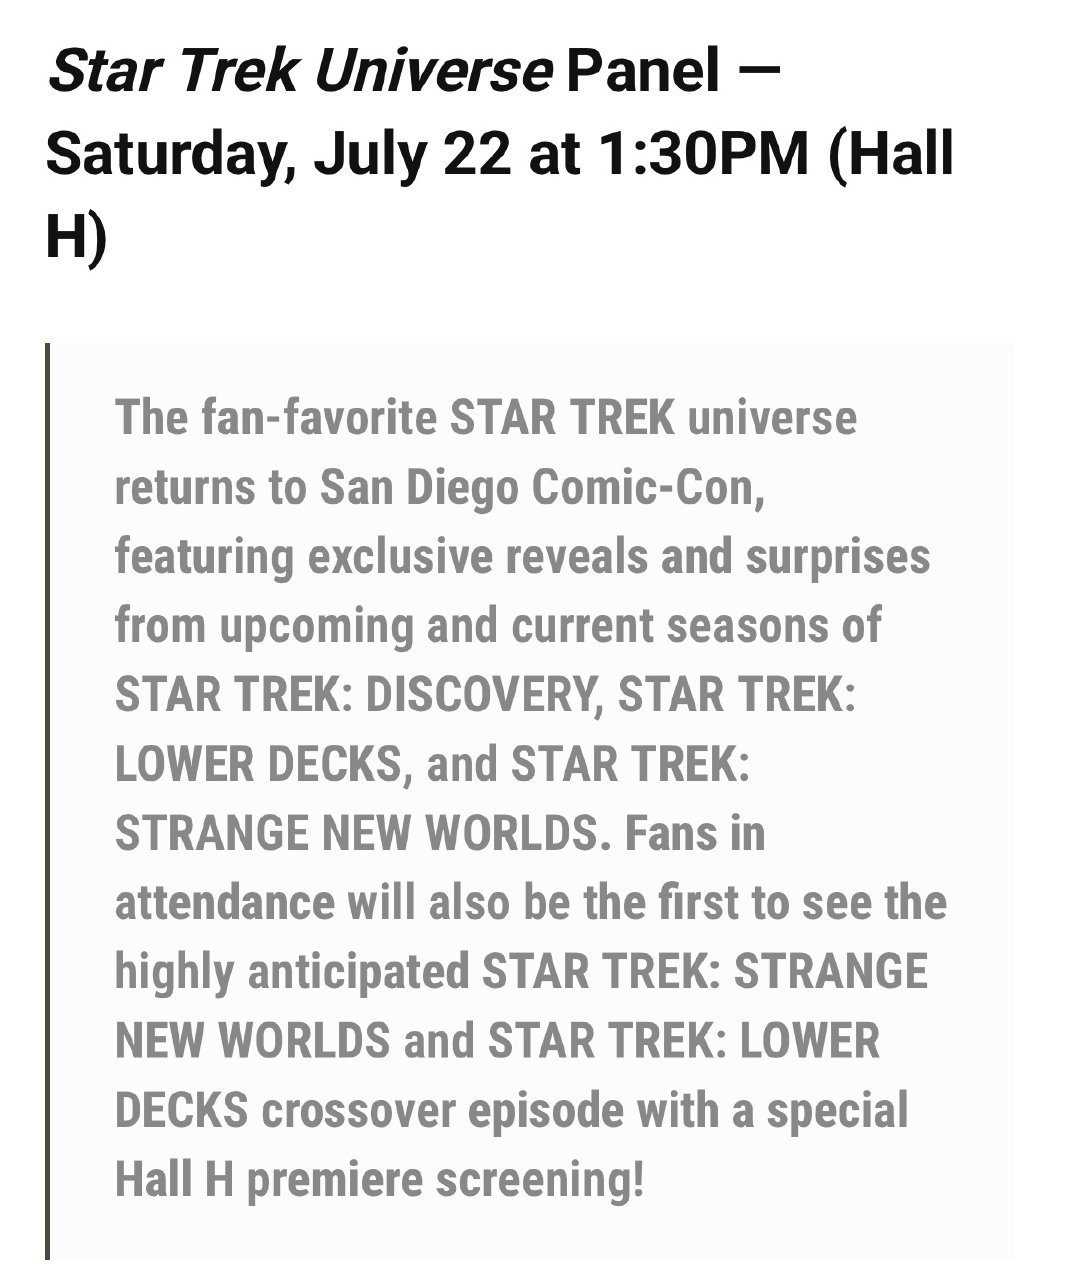 Star Trek Universe Panel —
Saturday, July 22 at 1:30PM (Hall
H)
The fan-favorite STAR TREK universe
returns to San Diego Comic-Con,
featuring exclusive reveals and surprises
from upcoming and current seasons of
STAR TREK: DISCOVERY, STAR TREK:
LOWER DECKS, and STAR TREK:
STRANGE NEW WORLDS. Fans in
attendance will also be the first to see the
highly anticipated STAR TREK: STRANGE
NEW WORLDS and STAR TREK: LOWER
DECKS crossover episode with a special
Hall H premiere screening!